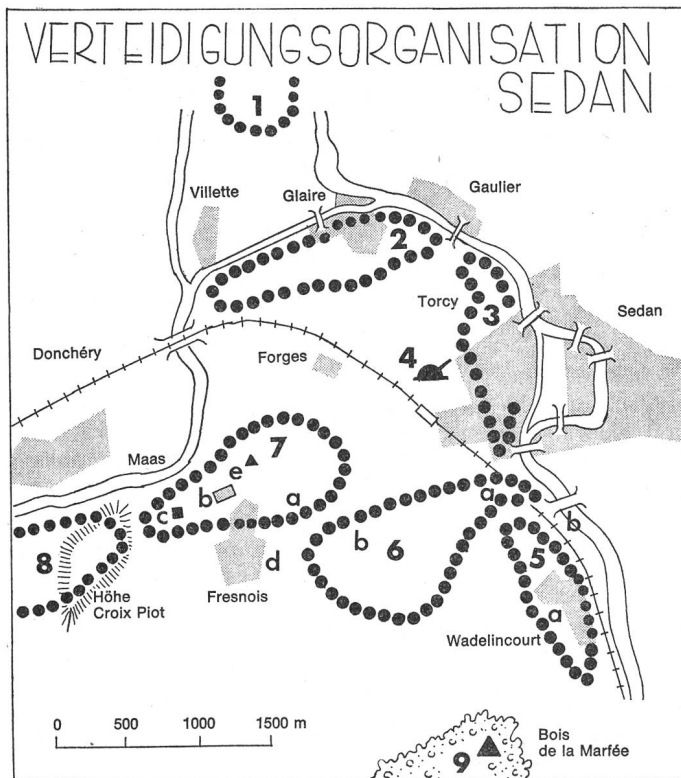 VERTEIDIGUNGSORGANISATION
SEDAN
1
Villette
Glaire
Gaulier
2
Torcy
3
Sedan
Donchéry
Forges
4
Maas
7
e
b
a
c
a
b
8
b
6
5
d
Höhe
Croix Piot
Fresnois
a
Wadelincourt
0 500 1000 1500 m
Bois
de la Marfée
9